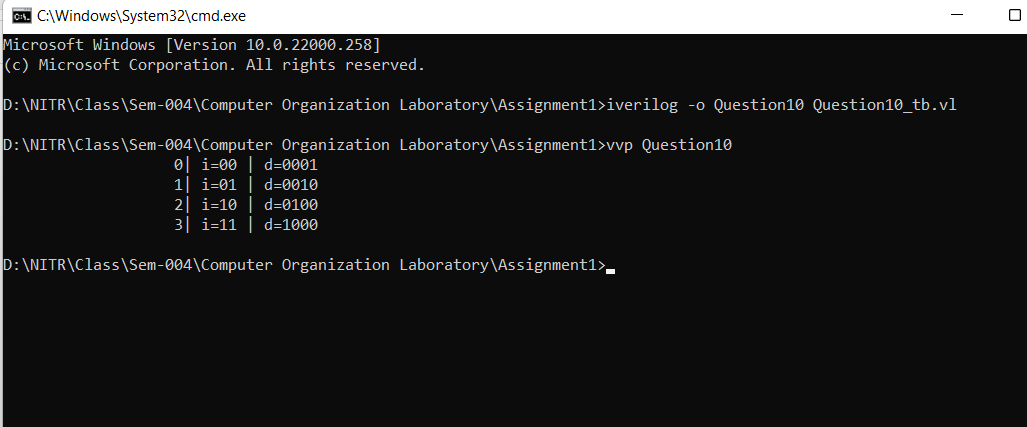 C:\Windows\System32\cmd.exe
Microsoft Windows [Version 10.0.22000.258]
(c) Microsoft Corporation. All rights reserved.
D:\NITR\Class\Sem-004\Computer Organization Laboratory\Assignment1>iverilog -o Question10 Question10_tb.vl
D:\NITR\Class\Sem-004\Computer Organization Laboratory\Assignment1>vvp Question10
0| i=00 | d=0001
1| i=01 | d=0010
2| i=10 | d=0100
3| i=11 | d=1000
D:\NITR\Class\Sem-004\Computer Organization Laboratory\Assignment1>